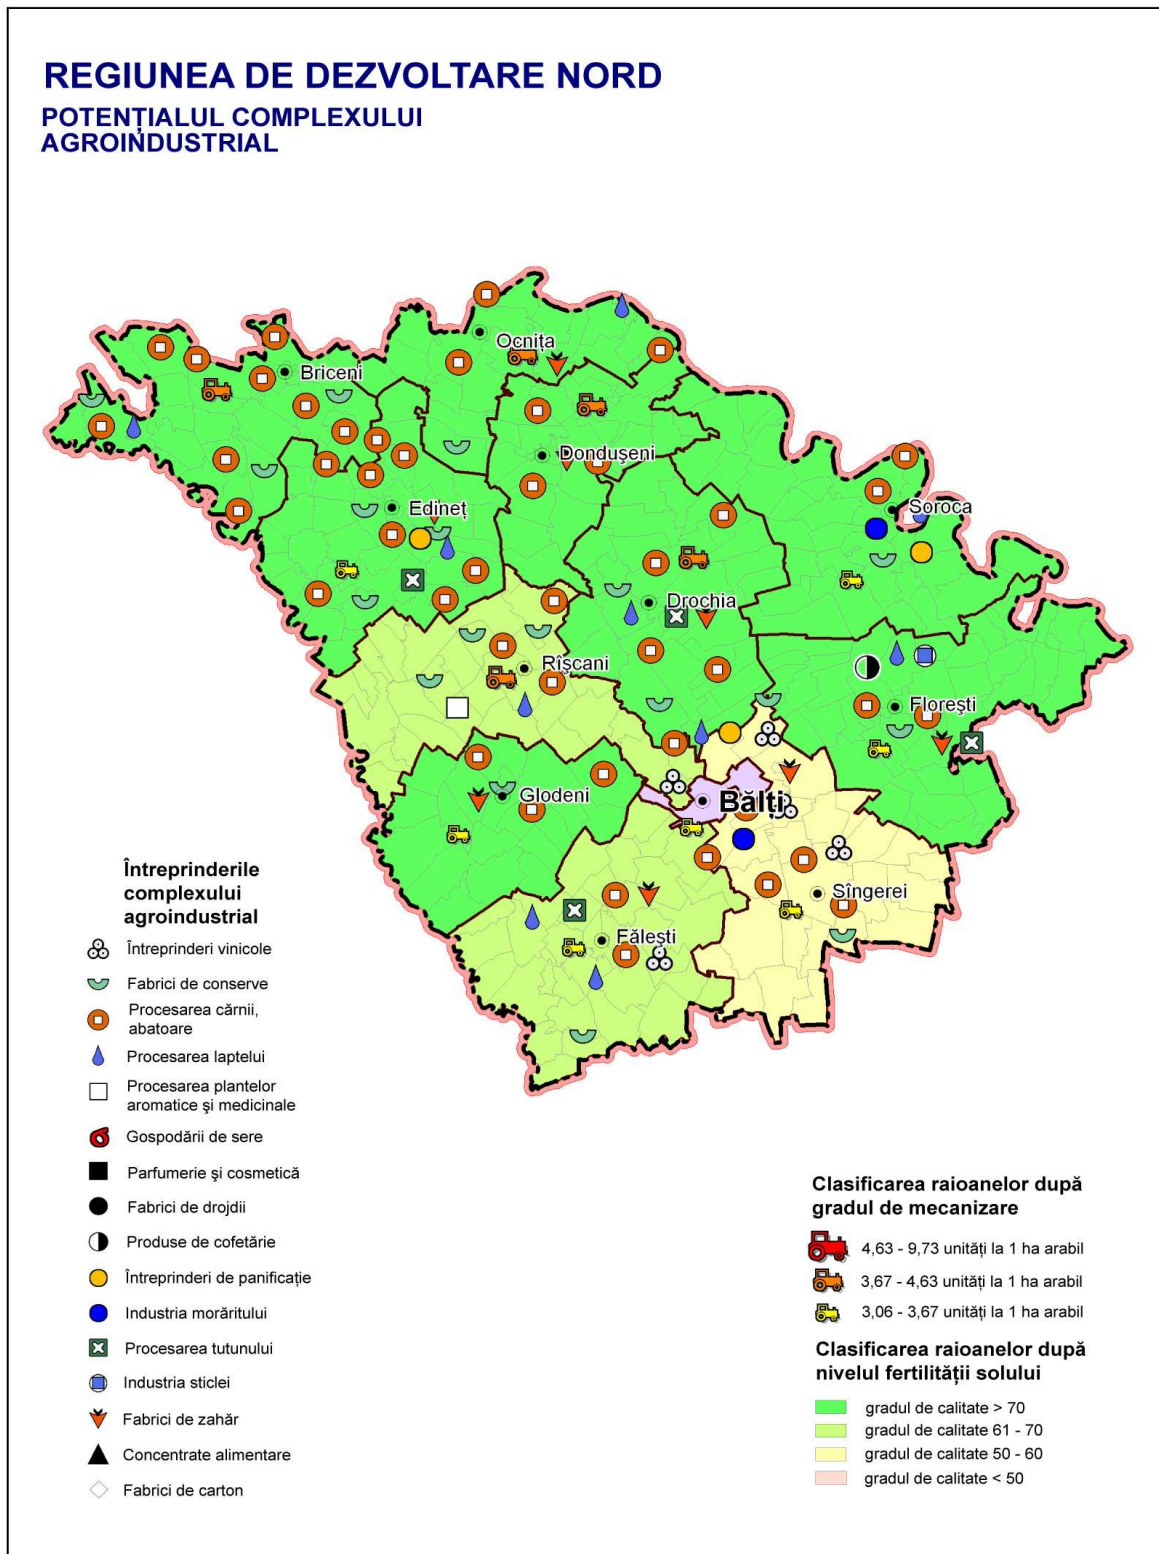 REGIUNEA DE DEZVOLTARE NORD
POTENȚIALUL COMPLEXULUI
AGROINDUSTRIAL
Ocnița
Briceni
Dondușeni
Edineț
Soroca
Drochia
Rîșcani
Florești
Glodeni
Bălți
Sîngerei
Fălești
Întreprinderile
complexului
agroindustrial
Întreprinderi vinicole
Fabrici de conserve
Procesarea cărnii,
abatoare
Procesarea laptelui
Procesarea plantelor
aromatice şi medicinale
Gospodării de sere
Parfumerie şi cosmetică
Fabrici de drojdii
Produse de cofetărie
Întreprinderi de panificație
Industria morăritului
Procesarea tutunului
Industria sticlei
Fabrici de zahăr
Concentrate alimentare
Fabrici de carton
Clasificarea raioanelor după
gradul de mecanizare
4,63 - 9,73 unități la 1 ha arabil
3,67 - 4,63 unități la 1 ha arabil
3,06 - 3,67 unități la 1 ha arabil
Clasificarea raioanelor după
nivelul fertilității solului
gradul de calitate > 70
gradul de calitate 61 - 70
gradul de calitate 50 - 60
gradul de calitate < 50